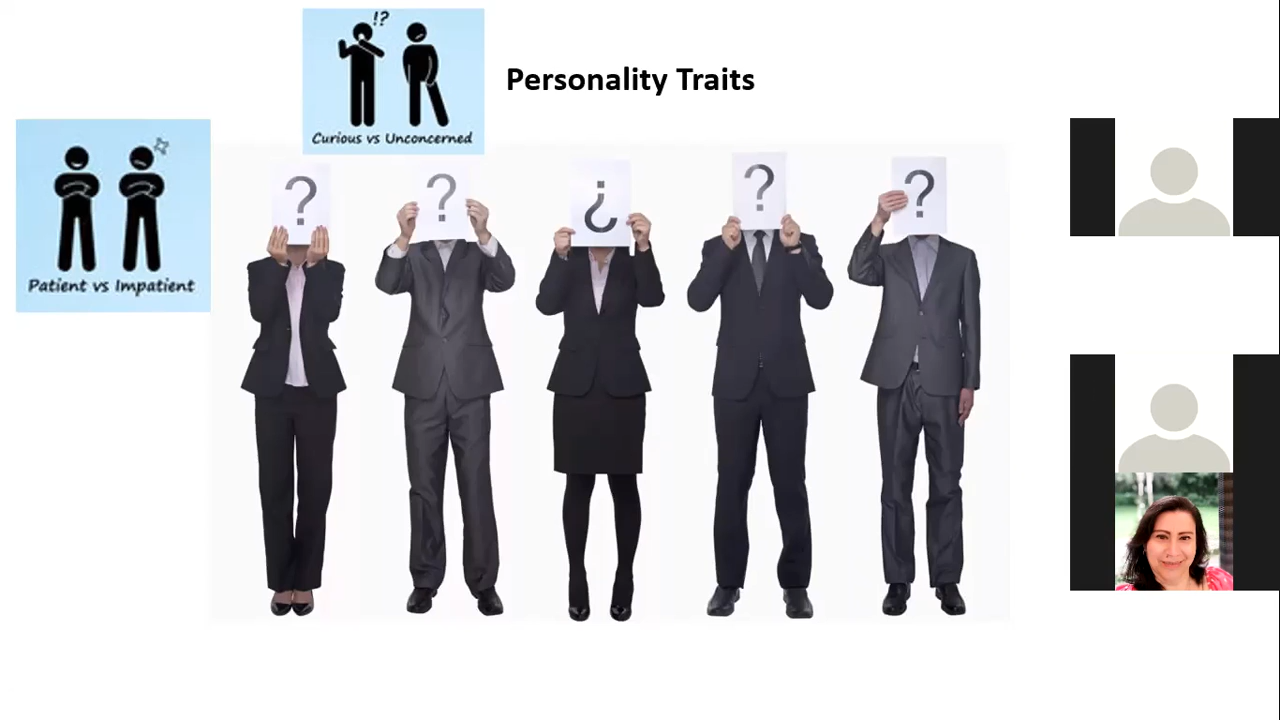 !?
Curious vs Unconcerned
Personality Traits
Patient vs Impatient
? ? ¿ ? ?